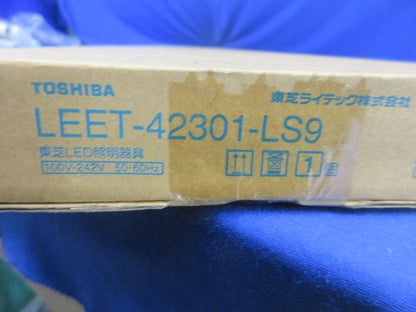 TOSHIBA
東芝ライテック株式会社
LEET-42301-LS9
東芝LED照明器具
100V-242V 50-60Hz
1